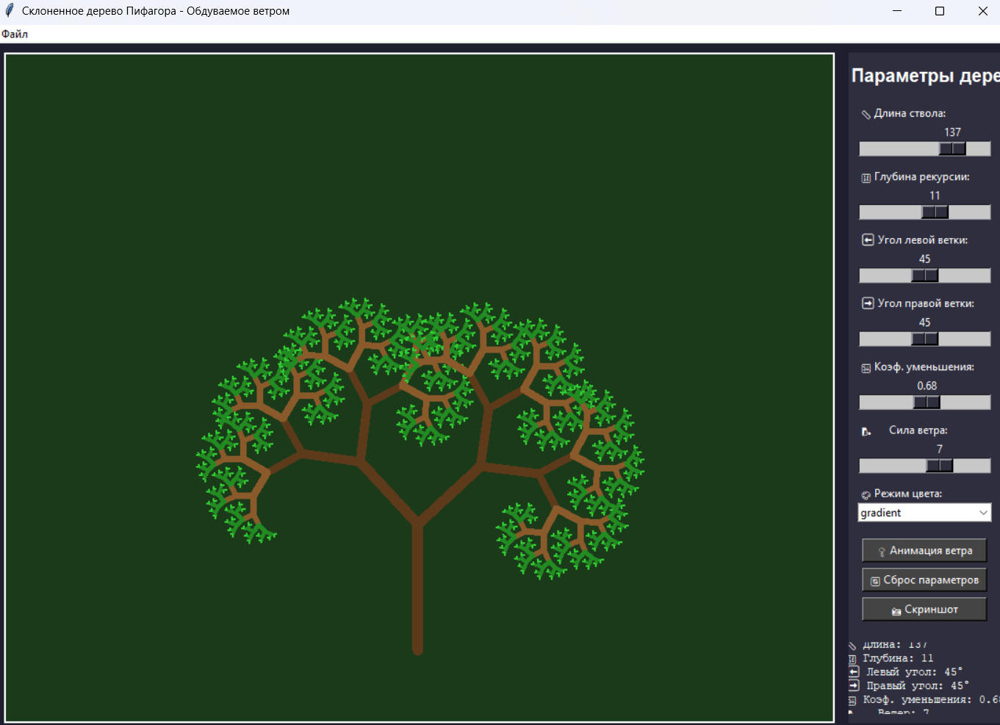 Склоненное дерево Пифагора - Обдуваемое ветром
Файл
Параметры дере
Длина ствола:
137
Глубина рекурсии:
11
Угол левой ветки:
45
Угол правой ветки:
45
Коэф. уменьшения:
0.68
Сила ветра:
7
Режим цвета:
gradient
Анимация ветра
Сброс параметров
Скриншот
Длина: 137
Глубина: 11
Левый угол: 45°
Правый угол: 45°
Коэф. уменьшения: 0.68
Ветер: 7